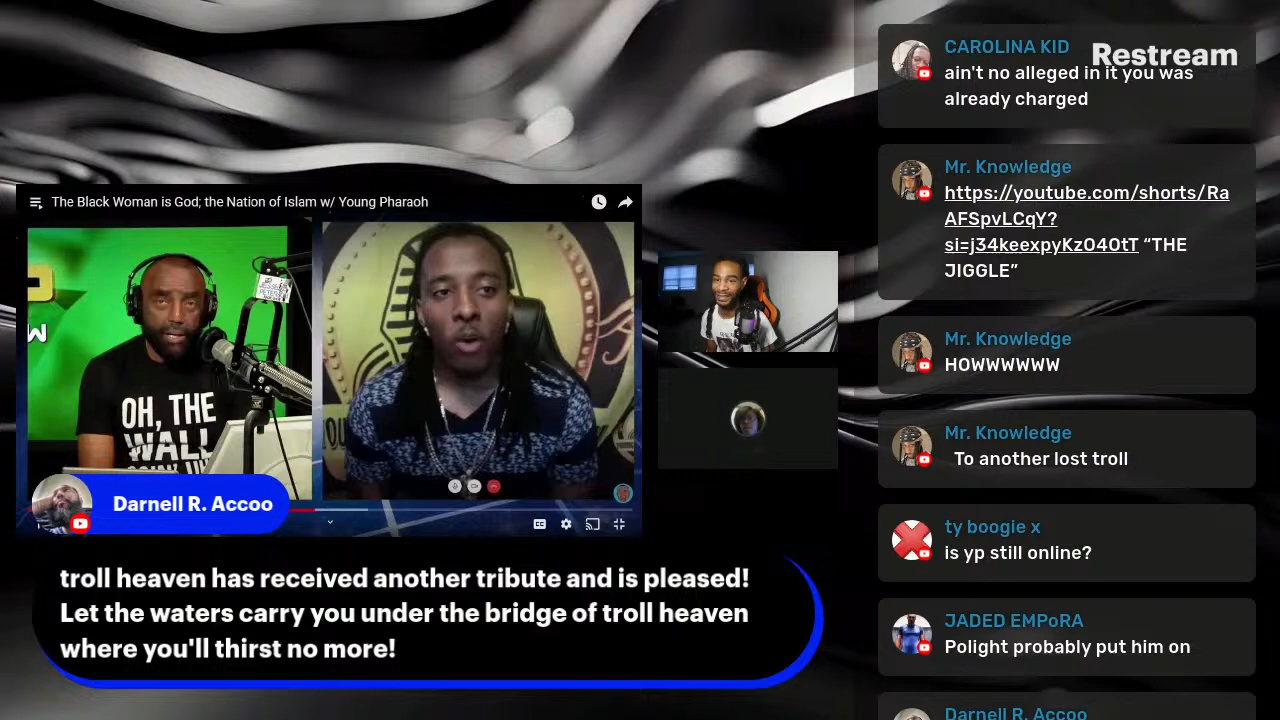 Restream
CAROLINA KID
ain't no alleged in it you was
already charged
Mr. Knowledge
https://youtube.com/shorts/Ra
AFSpvLCqY?
si=j34keexpyKzO4OtT “THE
JIGGLE”
Mr. Knowledge
HOWWWWWW
Mr. Knowledge
To another lost troll
ty boogie x
is yp still online?
JADED EMPoRA
Polight probably put him on
Darnell R. Accoo
The Black Woman is God; the Nation of Islam w/ Young Pharaoh
JESSE
OH, THE
WALL
Darnell R. Accoo
CC
troll heaven has received another tribute and is pleased!
Let the waters carry you under the bridge of troll heaven
where you'll thirst no more!